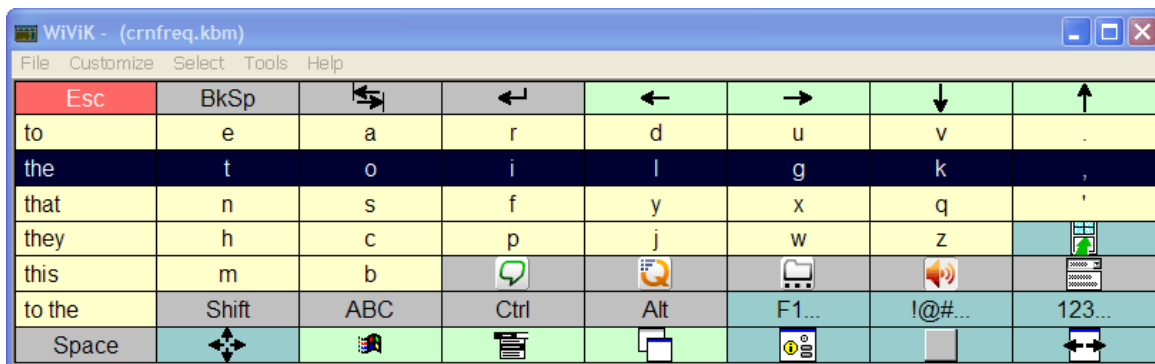 WiViK - (crnfreq.kbm)
File Customize Select Tools Help
Esc BkSp
to e a r d u v .
the t o i l g k ,
that n s f y x q '
they h c p j w z
this m b
to the Shift ABC Ctrl Alt F1... !@#... 123...
Space